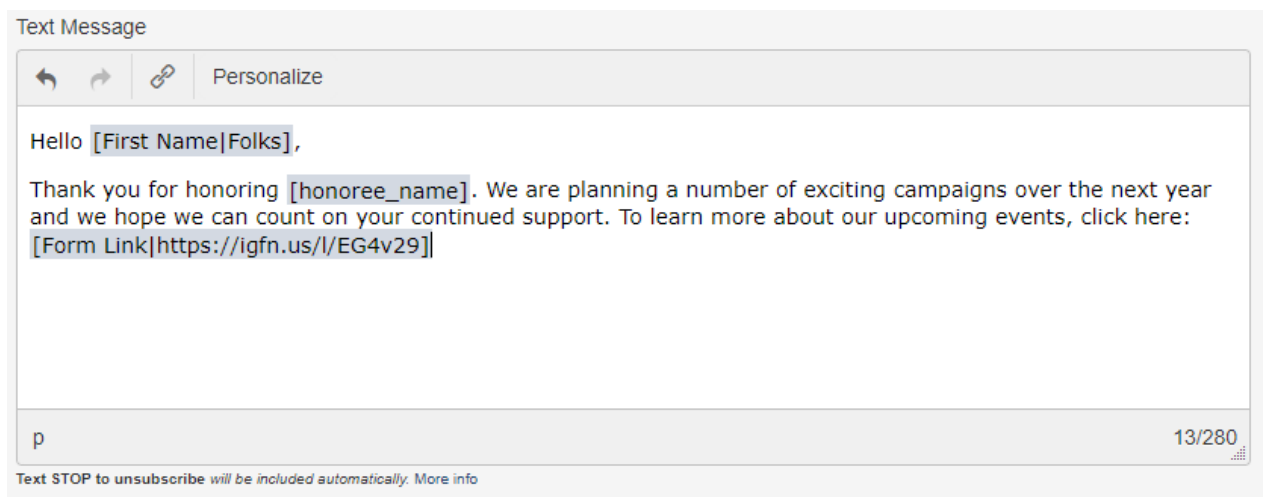 Text Message
Personalize
Hello [First Name|Folks],
Thank you for honoring [honoree_name]. We are planning a number of exciting campaigns over the next year
and we hope we can count on your continued support. To learn more about our upcoming events, click here:
[Form Link|https://igfn.us/l/EG4v29]
p 13/280
Text STOP to unsubscribe will be included automatically. More info